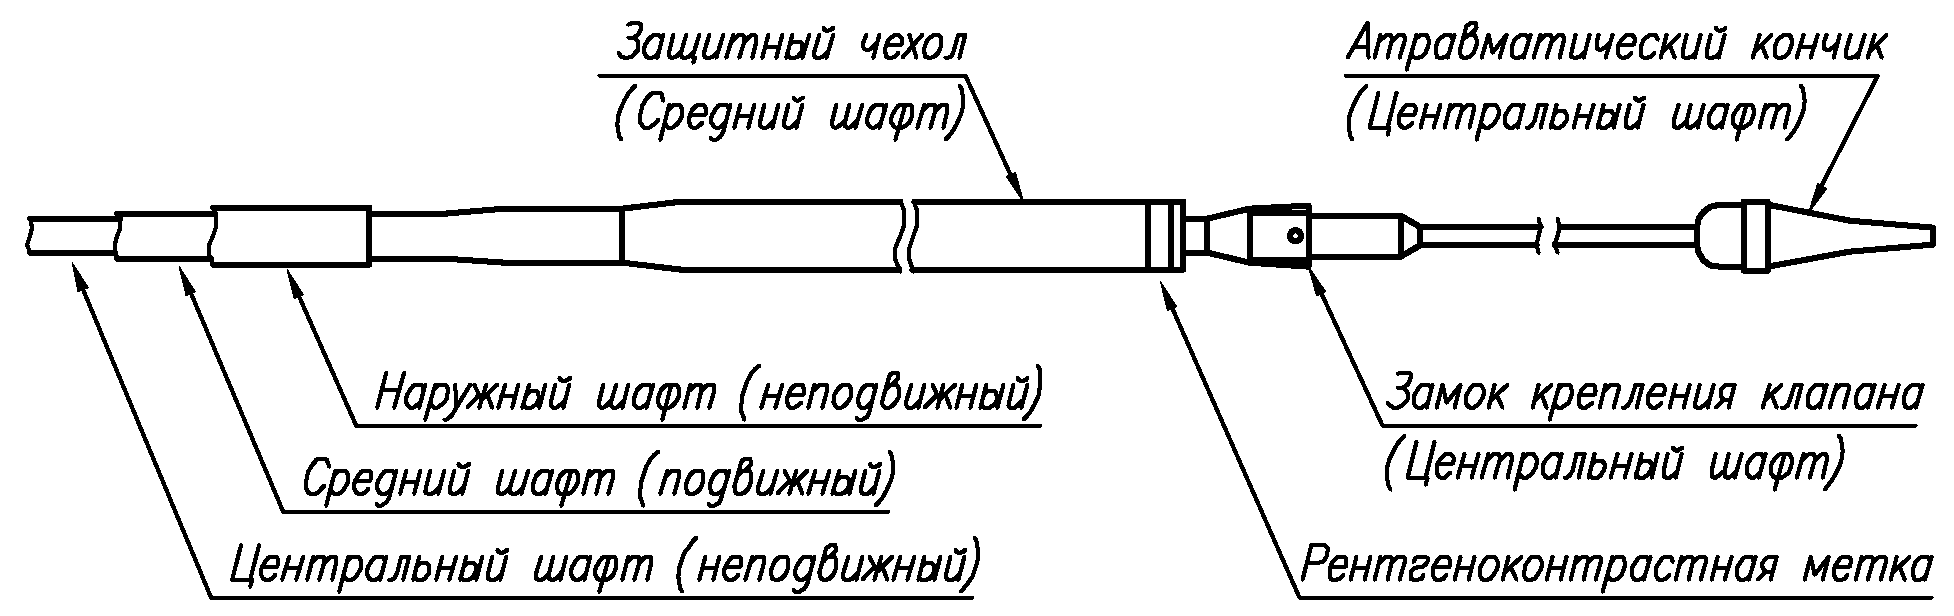 Защитный чехол
(Средний шафт)
Атравматический кончик
(Центральный шафт)
Наружный шафт (неподвижный)
Средний шафт (подвижный)
Центральный шафт (неподвижный)
Замок крепления клапана
(Центральный шафт)
Рентгеноконтрастная метка